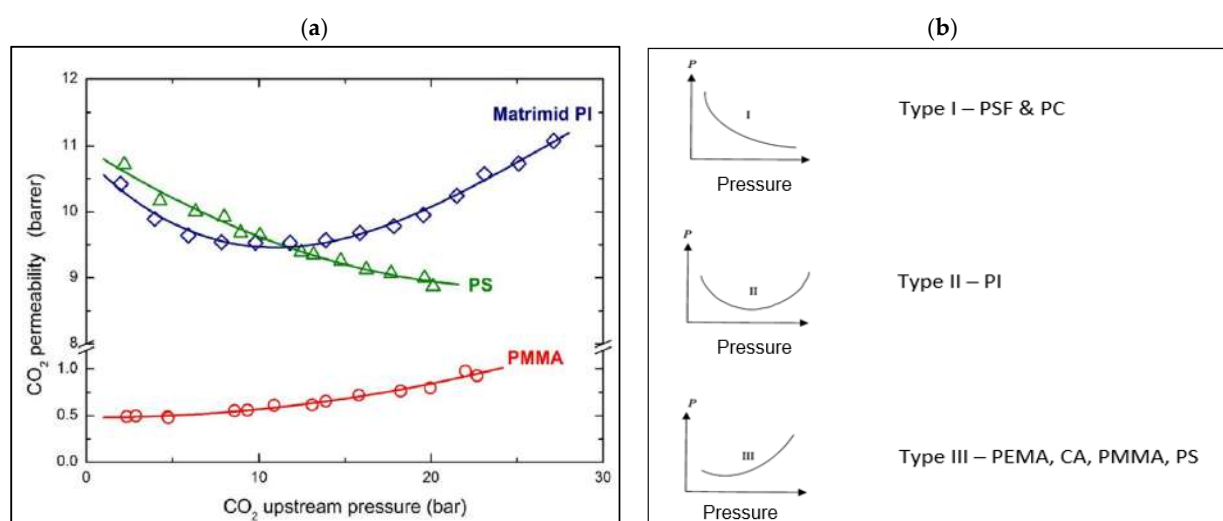 (a)
12
11
10
9
8
1.0
0.5
0.0
0
10
20
30
CO₂ permeability (barrer)
CO₂ upstream pressure (bar)
Matrimid PI
PS
PMMA
(b)
P
I
Pressure
Type I – PSF & PC
P
II
Pressure
Type II – PI
P
III
Pressure
Type III – PEMA, CA, PMMA, PS